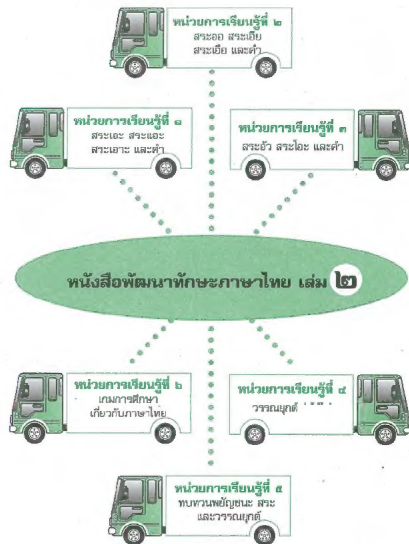 หน่วยการเรียนรู้ที่ ๒
สระออ สระเอีย
สระเอือ และคำ
หน่วยการเรียนรู้ที่ ๑
สระเอะ สระแอะ
สระเอาะ และคำ
หน่วยการเรียนรู้ที่ ๓
สระอัว สระโอะ และคำ
หนังสือพัฒนาทักษะภาษาไทย เล่ม ๒
หน่วยการเรียนรู้ที่ ๖
เกมการศึกษา
เกี่ยวกับภาษาไทย
หน่วยการเรียนรู้ที่ ๔
วรรณยุกต์
หน่วยการเรียนรู้ที่ ๕
ทบทวนพยัญชนะ สระ
และวรรณยุกต์